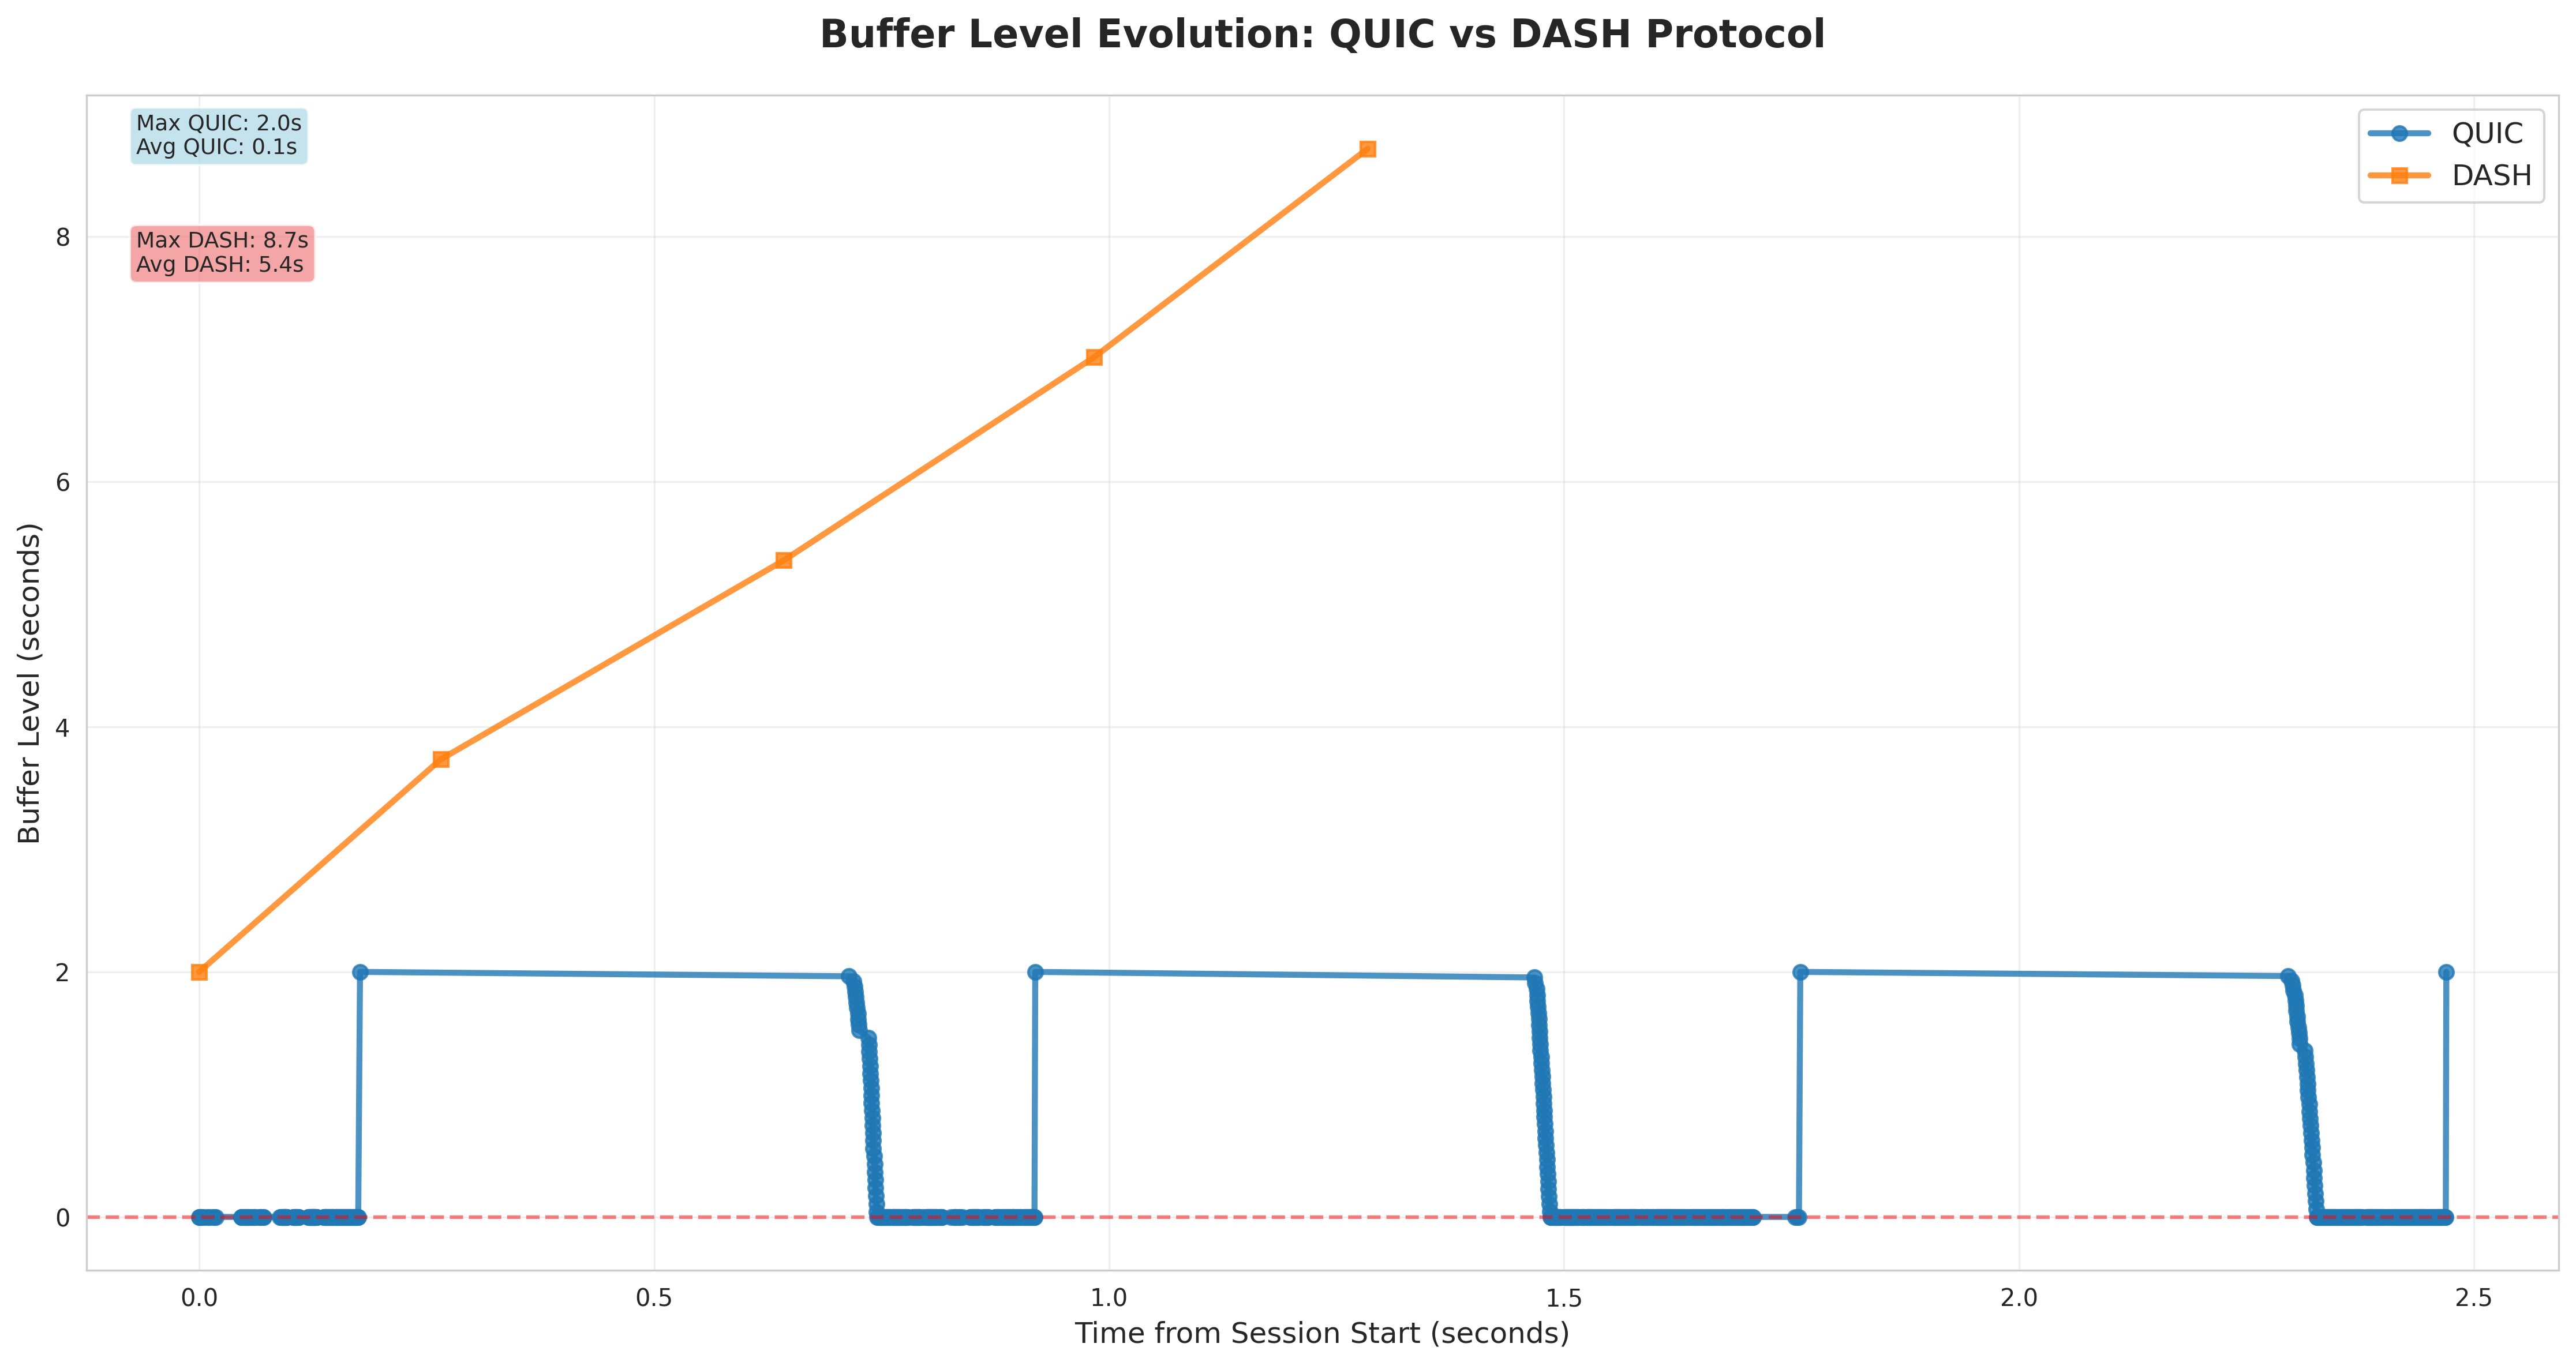 Buffer Level Evolution: QUIC vs DASH Protocol
Max QUIC: 2.0s
Avg QUIC: 0.1s
Max DASH: 8.7s
Avg DASH: 5.4s
QUIC
DASH
Buffer Level (seconds)
8
6
4
2
0
0.0
0.5
1.0
1.5
2.0
2.5
Time from Session Start (seconds)